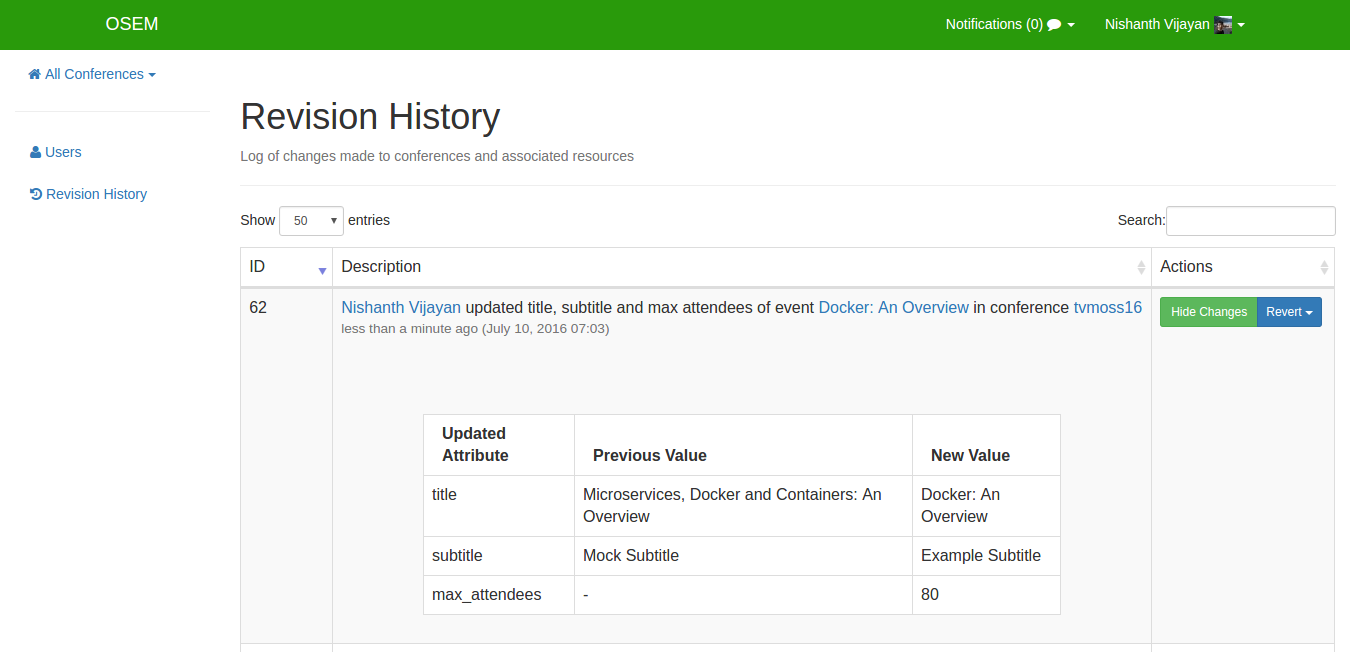 OSEM
Notifications (0)
Nishanth Vijayan
All Conferences
Users
Revision History
Revision History
Log of changes made to conferences and associated resources
Show 50 entries
Search:
ID Description Actions
62
Nishanth Vijayan updated title, subtitle and max attendees of event Docker: An Overview in conference tvmoss16
less than a minute ago (July 10, 2016 07:03)
Hide Changes Revert
Updated
Attribute Previous Value New Value
title Microservices, Docker and Containers: An Docker: An
Overview Overview
subtitle Mock Subtitle Example Subtitle
max_attendees - 80